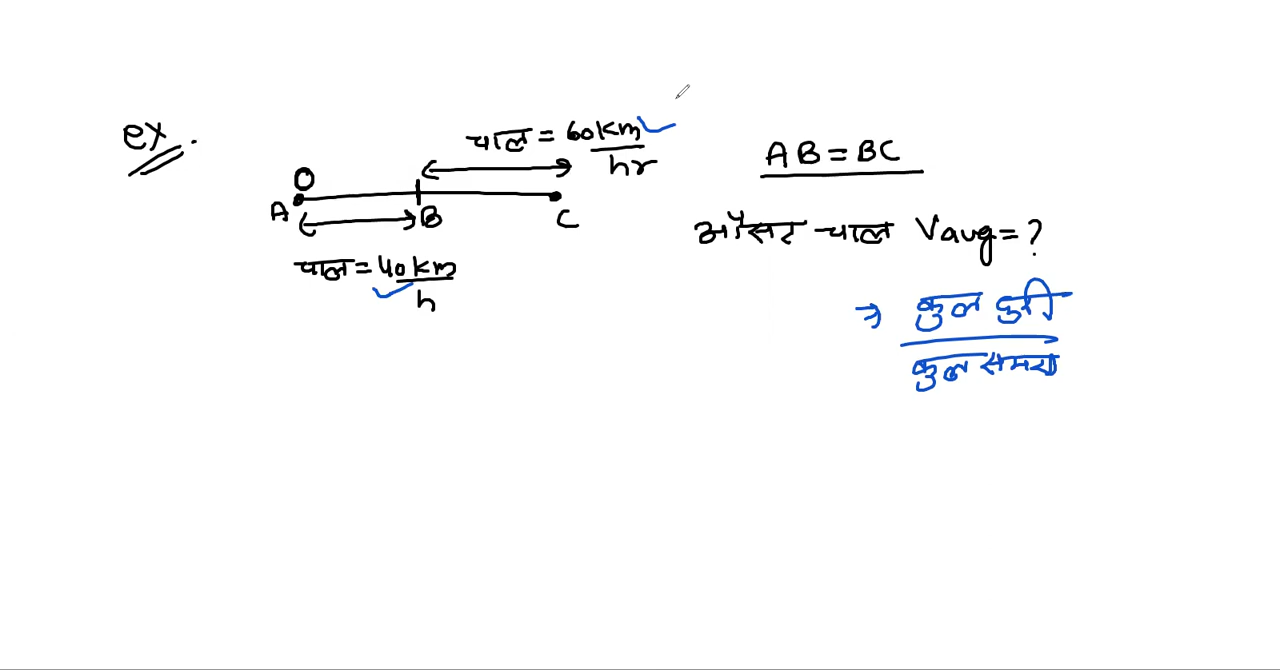 ex.
चाल = 60 km/hr
O
A
B
C
चाल = 40 km/h
AB = BC
औसत चाल Vavg = ?
⇒ कुल दुरी
कुल समय